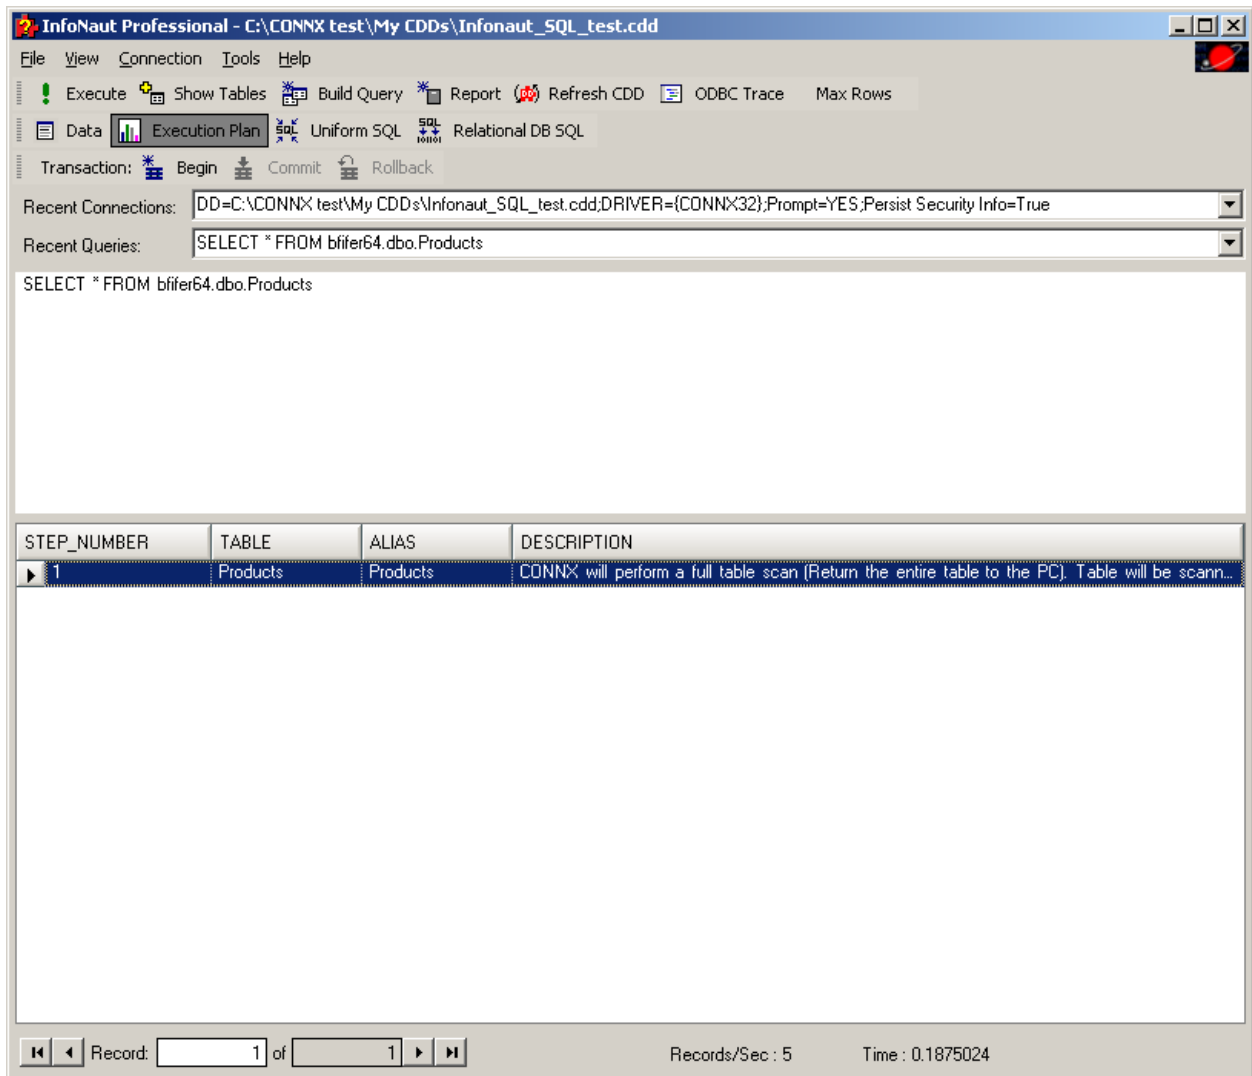 InfoNaut Professional - C:\CONNX test\My CDDs\Infonaut_SQL_test.cdd
File View Connection Tools Help
Execute Show Tables Build Query Report Refresh CDD ODBC Trace Max Rows
Data Execution Plan Uniform SQL Relational DB SQL
Transaction: Begin Commit Rollback
Recent Connections: DD=C:\CONNX test\My CDDs\Infonaut_SQL_test.cdd;DRIVER={CONNX32};Prompt=YES;Persist Security Info=True
Recent Queries: SELECT * FROM bfifer64.dbo.Products
SELECT * FROM bfifer64.dbo.Products
STEP_NUMBER TABLE ALIAS DESCRIPTION
1 Products Products CONNX will perform a full table scan (Return the entire table to the PC). Table will be scann...
Record: 1 of 1 Records/Sec : 5 Time : 0.1875024